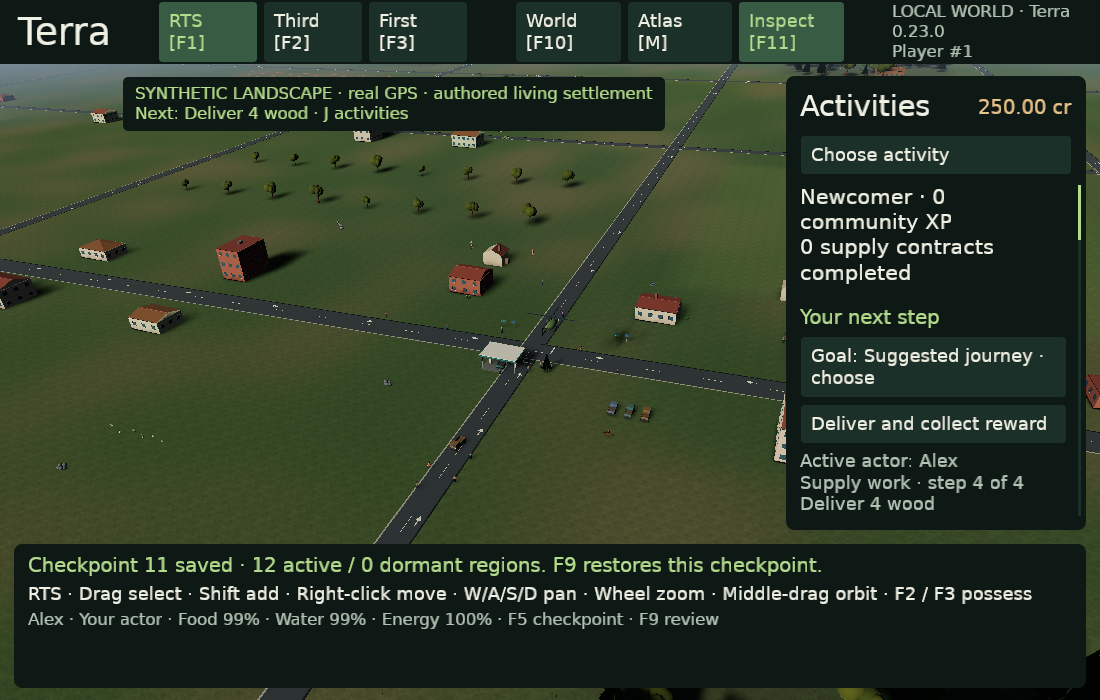 Terra
RTS
[F1]
Third
[F2]
First
[F3]
World
[F10]
Atlas
[M]
Inspect
[F11]
LOCAL WORLD · Terra
0.23.0
Player #1
SYNTHETIC LANDSCAPE · real GPS · authored living settlement
Next: Deliver 4 wood · J activities
Activities
250.00 cr
Choose activity
Newcomer · 0
community XP
0 supply contracts
completed
Your next step
Goal: Suggested journey ·
choose
Deliver and collect reward
Active actor: Alex
Supply work · step 4 of 4
Deliver 4 wood
Checkpoint 11 saved · 12 active / 0 dormant regions. F9 restores this checkpoint.
RTS · Drag select · Shift add · Right-click move · W/A/S/D pan · Wheel zoom · Middle-drag orbit · F2 / F3 possess
Alex · Your actor · Food 99% · Water 99% · Energy 100% · F5 checkpoint · F9 review